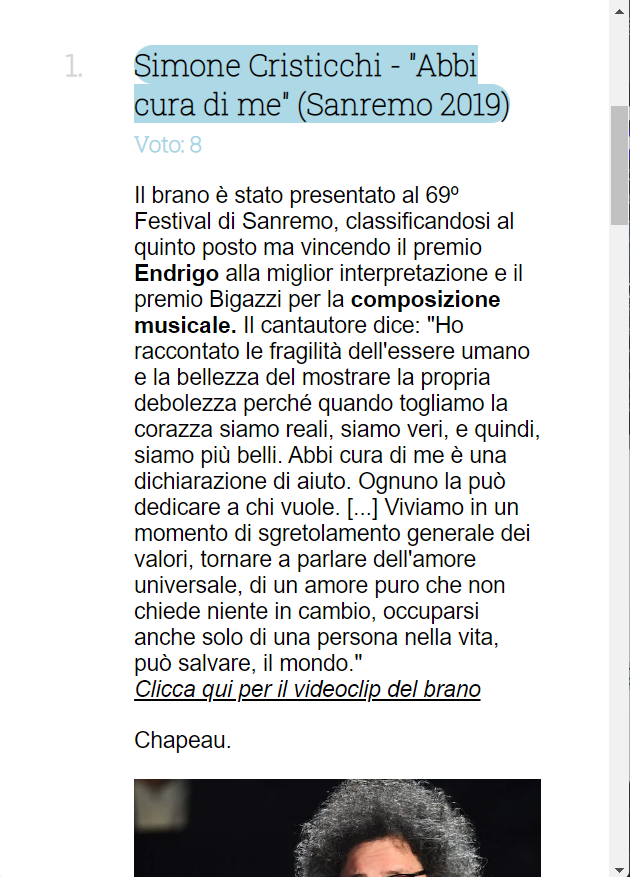 1.
Simone Cristicchi - "Abbi
cura di me" (Sanremo 2019)
Voto: 8
Il brano è stato presentato al 69º
Festival di Sanremo, classificandosi al
quinto posto ma vincendo il premio
Endrigo alla miglior interpretazione e il
premio Bigazzi per la composizione
musicale. Il cantautore dice: "Ho
raccontato le fragilità dell'essere umano
e la bellezza del mostrare la propria
debolezza perché quando togliamo la
corazza siamo reali, siamo veri, e quindi,
siamo più belli. Abbi cura di me è una
dichiarazione di aiuto. Ognuno la può
dedicare a chi vuole. [...] Viviamo in un
momento di sgretolamento generale dei
valori, tornare a parlare dell'amore
universale, di un amore puro che non
chiede niente in cambio, occuparsi
anche solo di una persona nella vita,
può salvare, il mondo."
Clicca qui per il videoclip del brano
Chapeau.